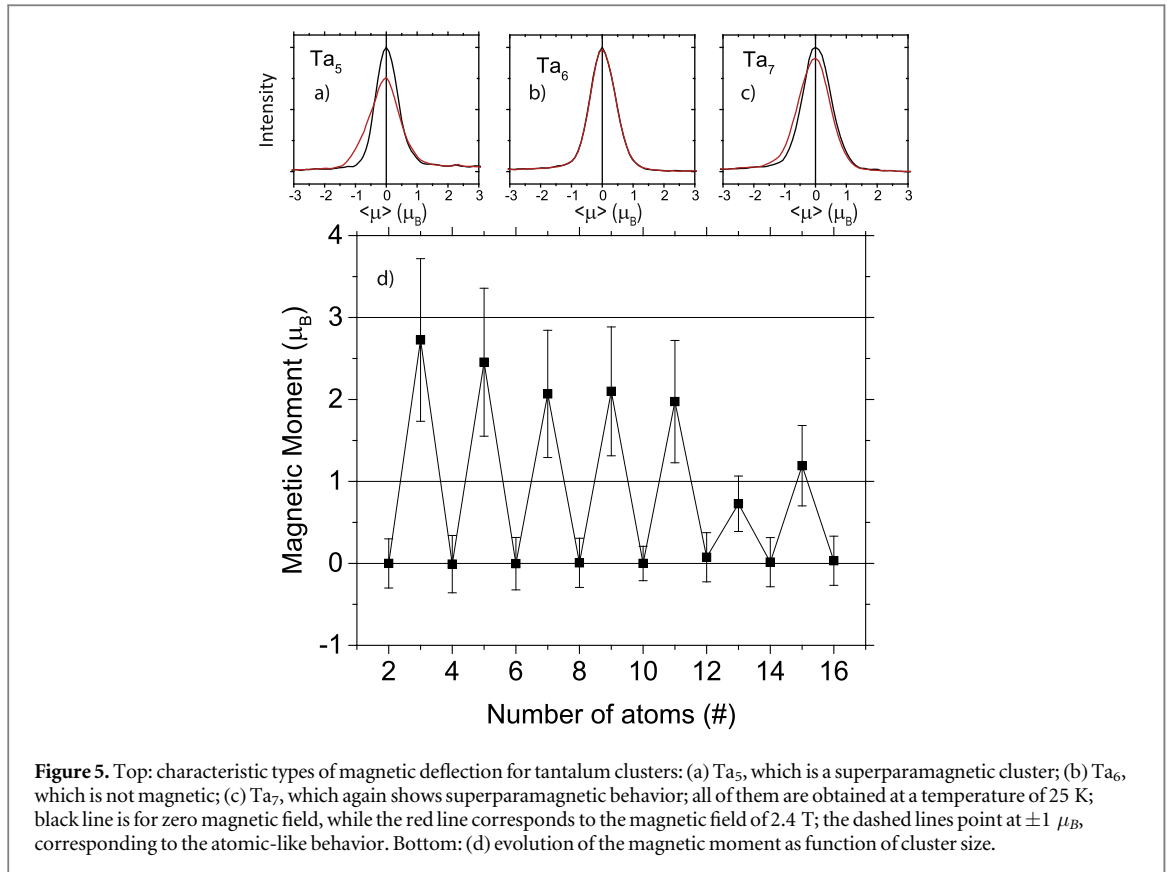 Ta5
a)
Ta6
b)
Ta7
c)
Intensity
-3 -2 -1 0 1 2 3
-3 -2 -1 0 1 2 3
-3 -2 -1 0 1 2 3
<μ> (μB)
<μ> (μB)
<μ> (μB)
d)
4
3
2
1
0
-1
Magnetic Moment (μB)
2 4 6 8 10 12 14 16
Number of atoms (#)
Figure 5. Top: characteristic types of magnetic deflection for tantalum clusters: (a) Ta5, which is a superparamagnetic cluster; (b) Ta6,
which is not magnetic; (c) Ta7, which again shows superparamagnetic behavior; all of them are obtained at a temperature of 25 K;
black line is for zero magnetic field, while the red line corresponds to the magnetic field of 2.4 T; the dashed lines point at ±1 μB,
corresponding to the atomic-like behavior. Bottom: (d) evolution of the magnetic moment as function of cluster size.